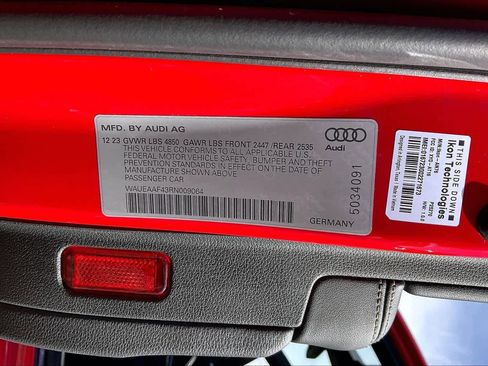 MFD. BY AUDI AG
12 23 GVWR LBS 4850 GAWR LBS FRONT 2447 /REAR 2535
THIS VEHICLE CONFORMS TO ALL APPLICABLE
FEDERAL MOTOR VEHICLE SAFETY, BUMPER AND THEFT
PREVENTION STANDARDS IN EFFECT ON THE DATE
OF MANUFACTURE SHOWN ABOVE.
PASSENGER CAR
WAUEAAF43RN009064
Audi
5034091
GERMANY
THIS SIDE DOWN
Ikon Technologies